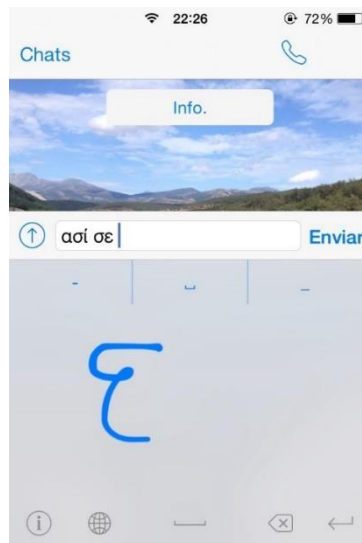 22:26 72%
Chats
Info.
ασί σε Enviar
- ⎵ _
ε